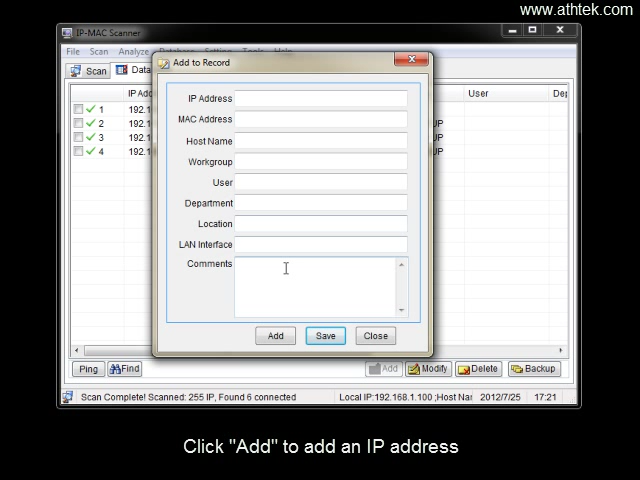 www.athtek.com
IP-MAC Scanner
File Scan Analyze Database Setting Tools Help
Add to Record
Scan Data
IP Add User Dep
IP Address
MAC Address
Host Name
Workgroup
User
Department
Location
LAN Interface
Comments
1 192.1
2 192.1 UP
3 192.1 UP
4 192.1 UP
Add Save Close
Ping Find Add Modify Delete Backup
Scan Complete! Scanned: 255 IP, Found 6 connected Local IP:192.168.1.100 ;Host Nam 2012/7/25 17:21
Click "Add" to add an IP address